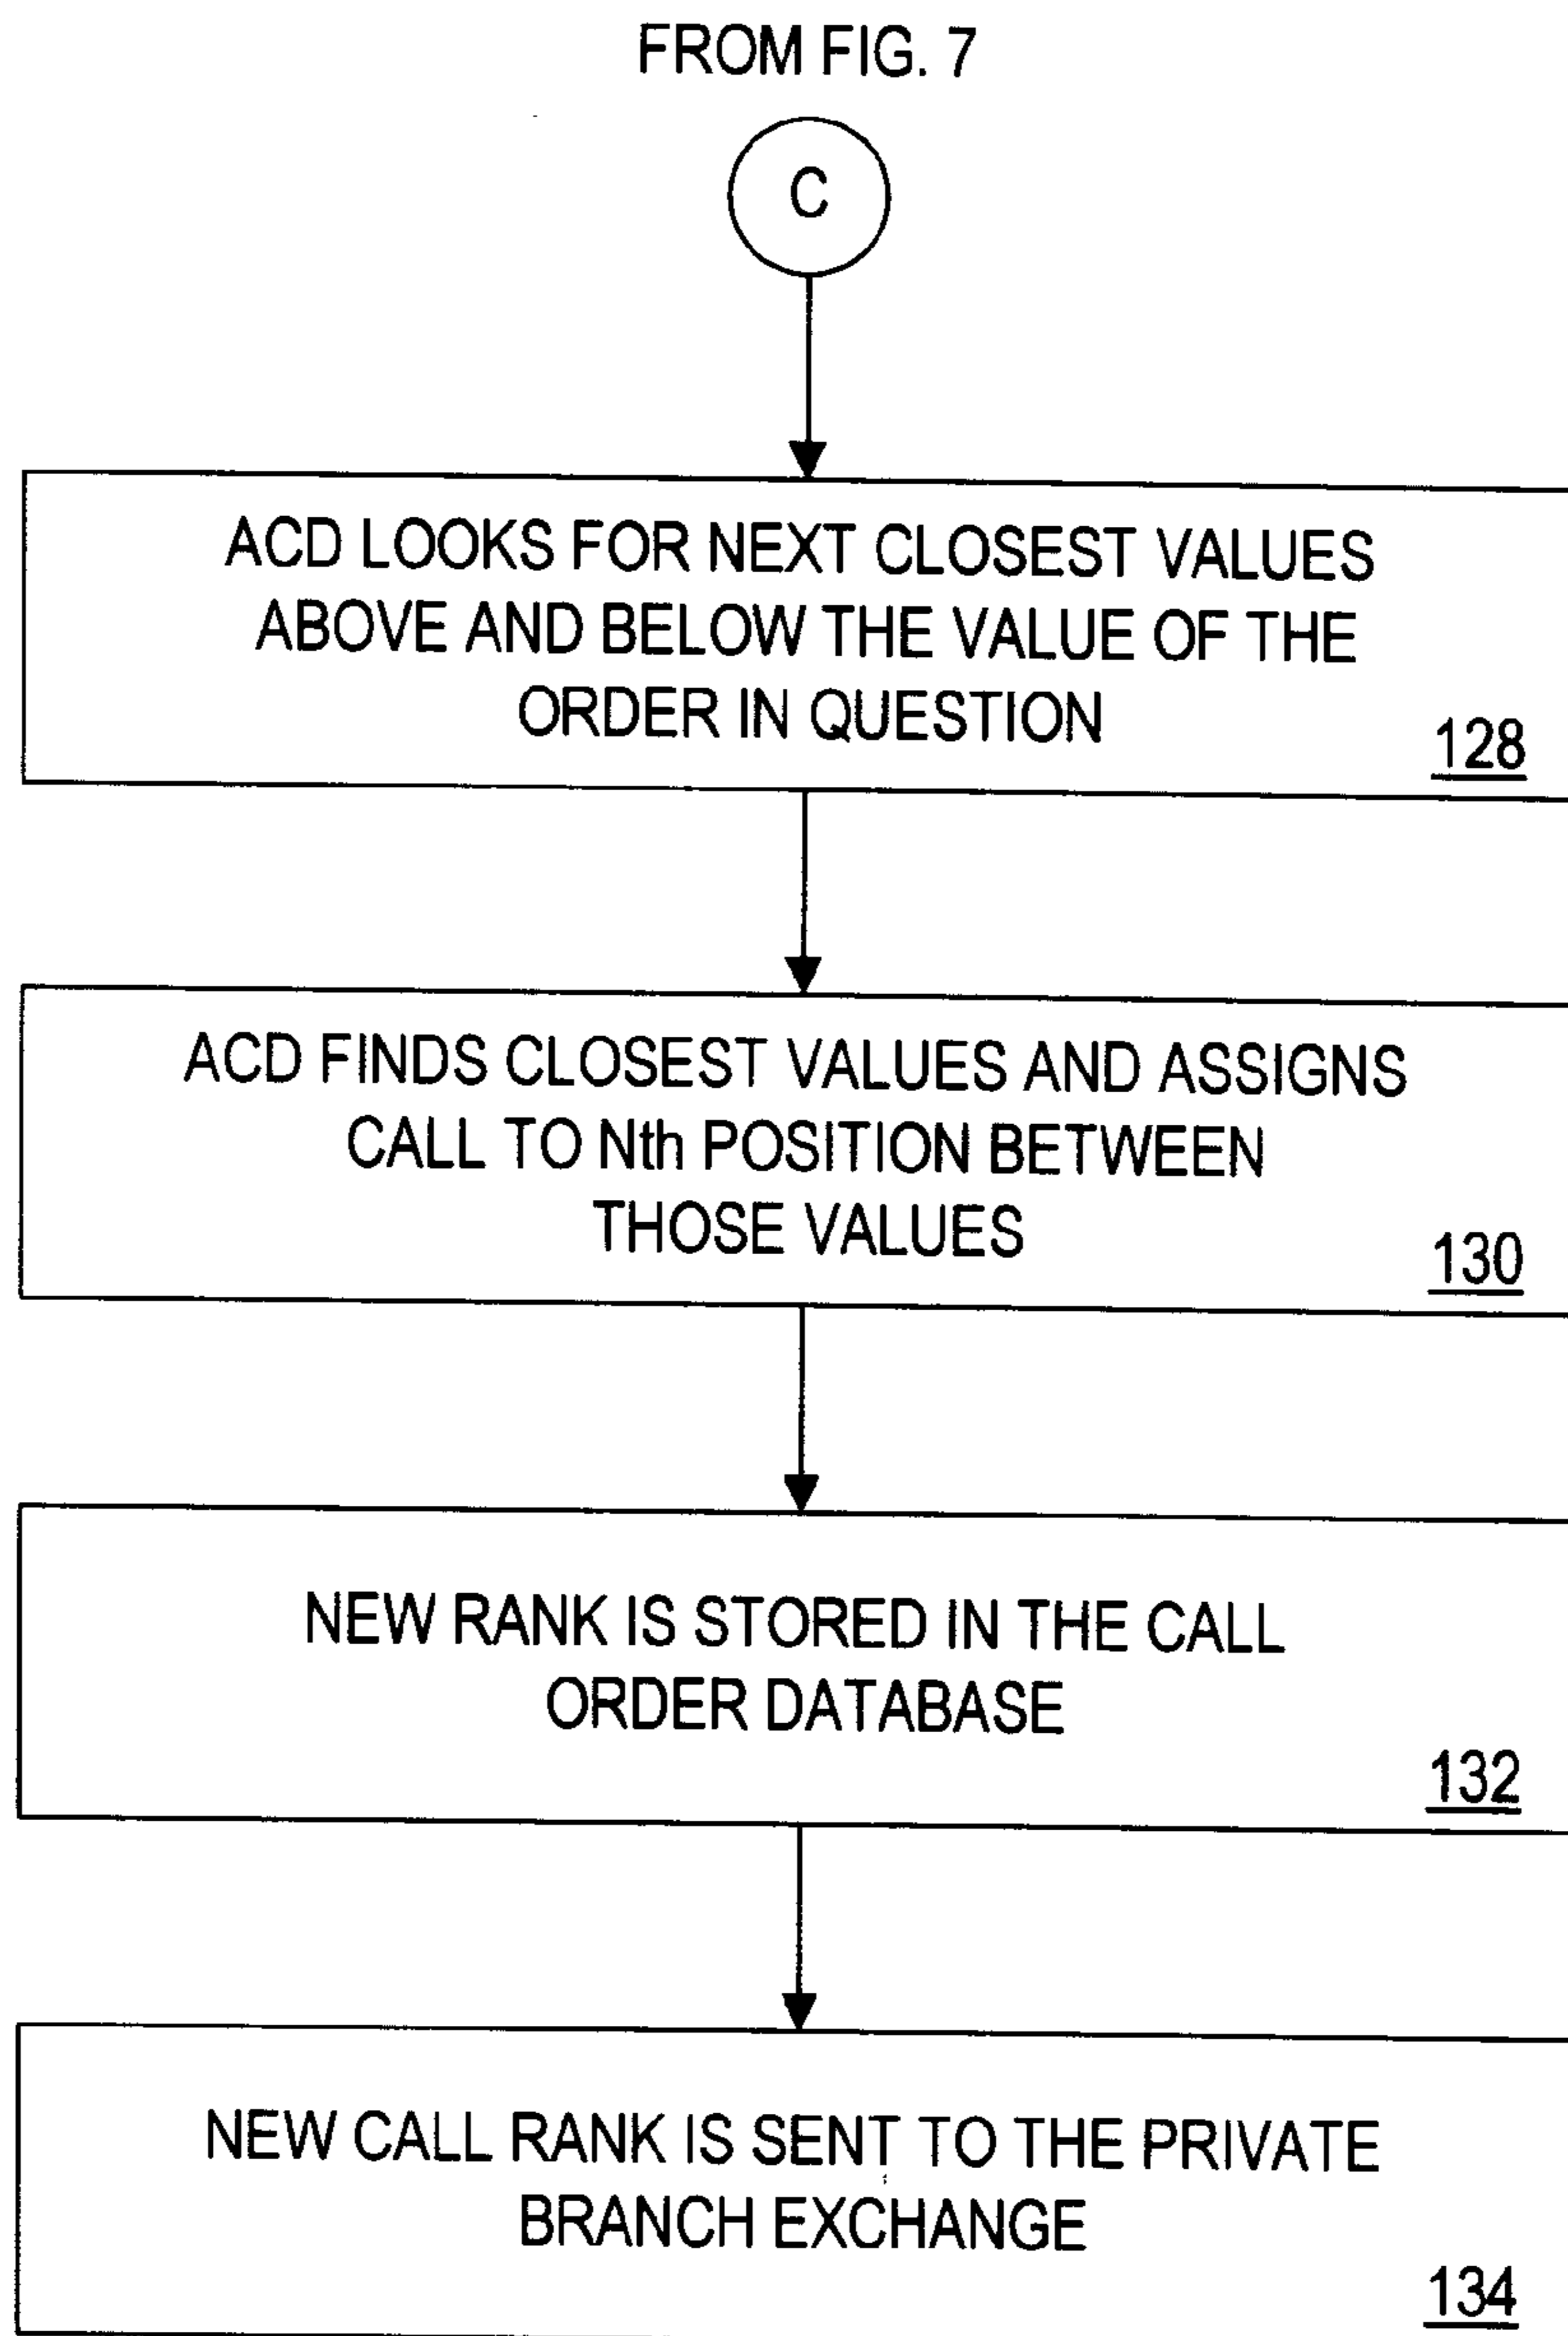 FROM FIG. 7
C
ACD LOOKS FOR NEXT CLOSEST VALUES
ABOVE AND BELOW THE VALUE OF THE
ORDER IN QUESTION
128
ACD FINDS CLOSEST VALUES AND ASSIGNS
CALL TO Nth POSITION BETWEEN
THOSE VALUES
130
NEW RANK IS STORED IN THE CALL
ORDER DATABASE
132
NEW CALL RANK IS SENT TO THE PRIVATE
BRANCH EXCHANGE
134